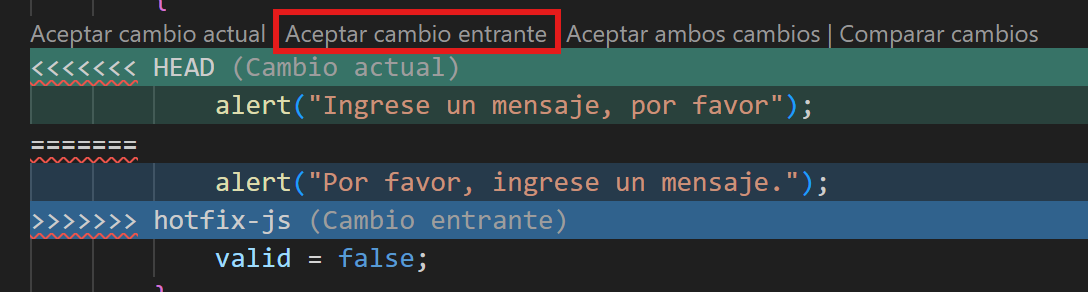 {
Aceptar cambio actual | Aceptar cambio entrante | Aceptar ambos cambios | Comparar cambios
<<<<<<< HEAD (Cambio actual)
alert("Ingrese un mensaje, por favor");
=======
alert("Por favor, ingrese un mensaje.");
>>>>>>> hotfix-js (Cambio entrante)
valid = false;
}